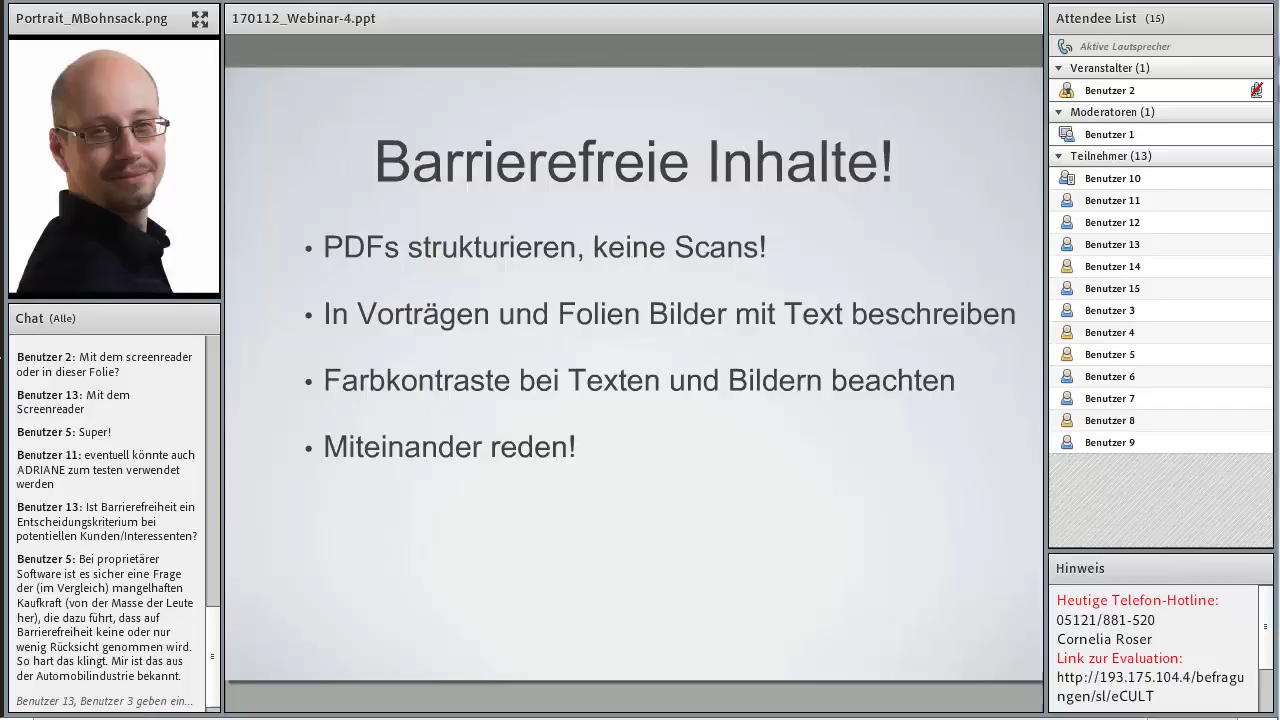 Portrait_MBohnsack.png
170112_Webinar-4.ppt
Barrierefreie Inhalte!
• PDFs strukturieren, keine Scans!
• In Vorträgen und Folien Bilder mit Text beschreiben
• Farbkontraste bei Texten und Bildern beachten
• Miteinander reden!
Chat (Alle)
Benutzer 2: Mit dem screenreader
oder in dieser Folie?
Benutzer 13: Mit dem
Screenreader
Benutzer 5: Super!
Benutzer 11: eventuell könnte auch
ADRIANE zum testen verwendet
werden
Benutzer 13: Ist Barrierefreiheit ein
Entscheidungskriterium bei
potentiellen Kunden/Interessenten?
Benutzer 5: Bei proprietärer
Software ist es sicher eine Frage
der (im Vergleich) mangelhaften
Kaufkraft (von der Masse der Leute
her), die dazu führt, dass auf
Barrierefreiheit keine oder nur
wenig Rücksicht genommen wird.
So hart das klingt. Mir ist das aus
der Automobilindustrie bekannt.
Benutzer 13, Benutzer 3 geben ein...
Attendee List (15)
Aktive Lautsprecher
Veranstalter (1)
Benutzer 2
Moderatoren (1)
Benutzer 1
Teilnehmer (13)
Benutzer 10
Benutzer 11
Benutzer 12
Benutzer 13
Benutzer 14
Benutzer 15
Benutzer 3
Benutzer 4
Benutzer 5
Benutzer 6
Benutzer 7
Benutzer 8
Benutzer 9
Hinweis
Heutige Telefon-Hotline:
05121/881-520
Cornelia Roser
Link zur Evaluation:
http://193.175.104.4/befragu
ngen/sl/eCULT